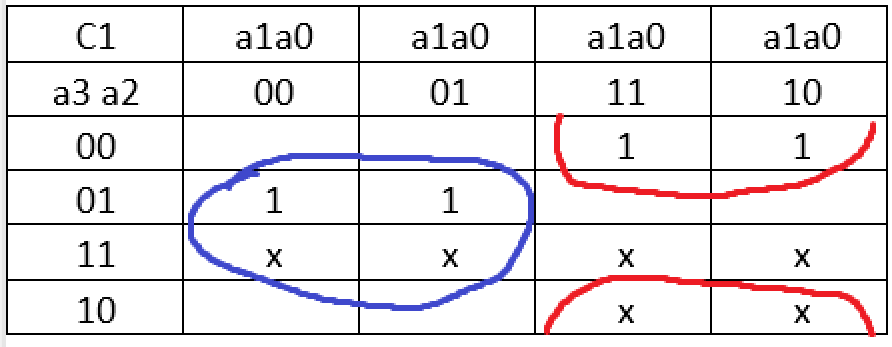 C1 a1a0 a1a0 a1a0 a1a0
a3 a2 00 01 11 10
00 1 1
01 1 1
11 x x x x
10 x x